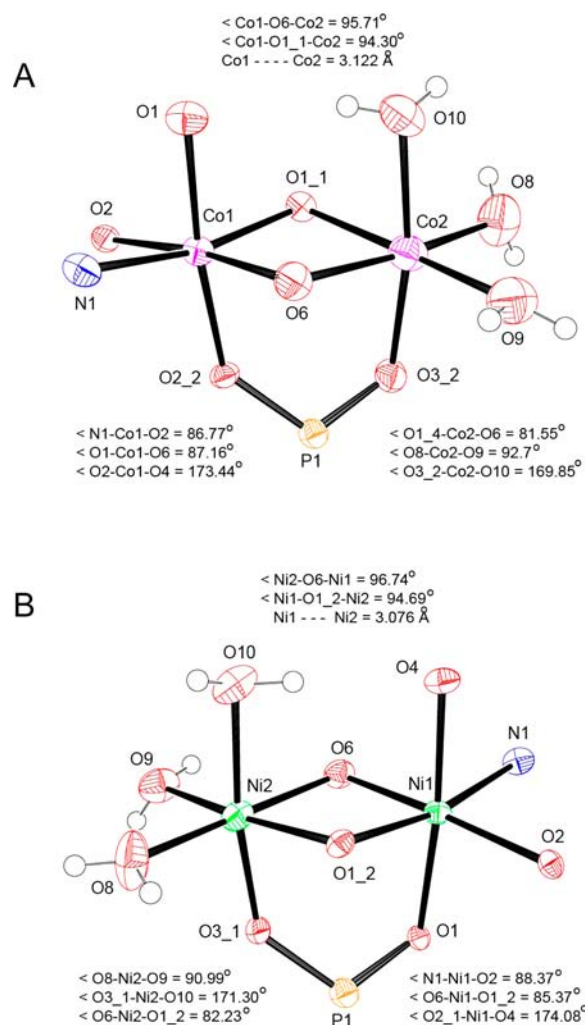 < Co1-O6-Co2 = 95.71°
< Co1-O1_1-Co2 = 94.30°
Co1 - - - - Co2 = 3.122 Å
A
O1
O10
O1_1
O8
O2
Co1
Co2
N1
O6
O9
O2_2
O3_2
P1
< N1-Co1-O2 = 86.77°
< O1-Co1-O6 = 87.16°
< O2-Co1-O4 = 173.44°
< O1_4-Co2-O6 = 81.55°
< O8-Co2-O9 = 92.7°
< O3_2-Co2-O10 = 169.85°
B
< Ni2-O6-Ni1 = 96.74°
< Ni1-O1_2-Ni2 = 94.69°
Ni1 - - - Ni2 = 3.076 Å
O10
O4
O9
O6
N1
Ni2
Ni1
O8
O1_2
O2
O3_1
O1
P1
< O8-Ni2-O9 = 90.99°
< O3_1-Ni2-O10 = 171.30°
< O6-Ni2-O1_2 = 82.23°
< N1-Ni1-O2 = 88.37°
< O6-Ni1-O1_2 = 85.37°
< O2_1-Ni1-O4 = 174.08°